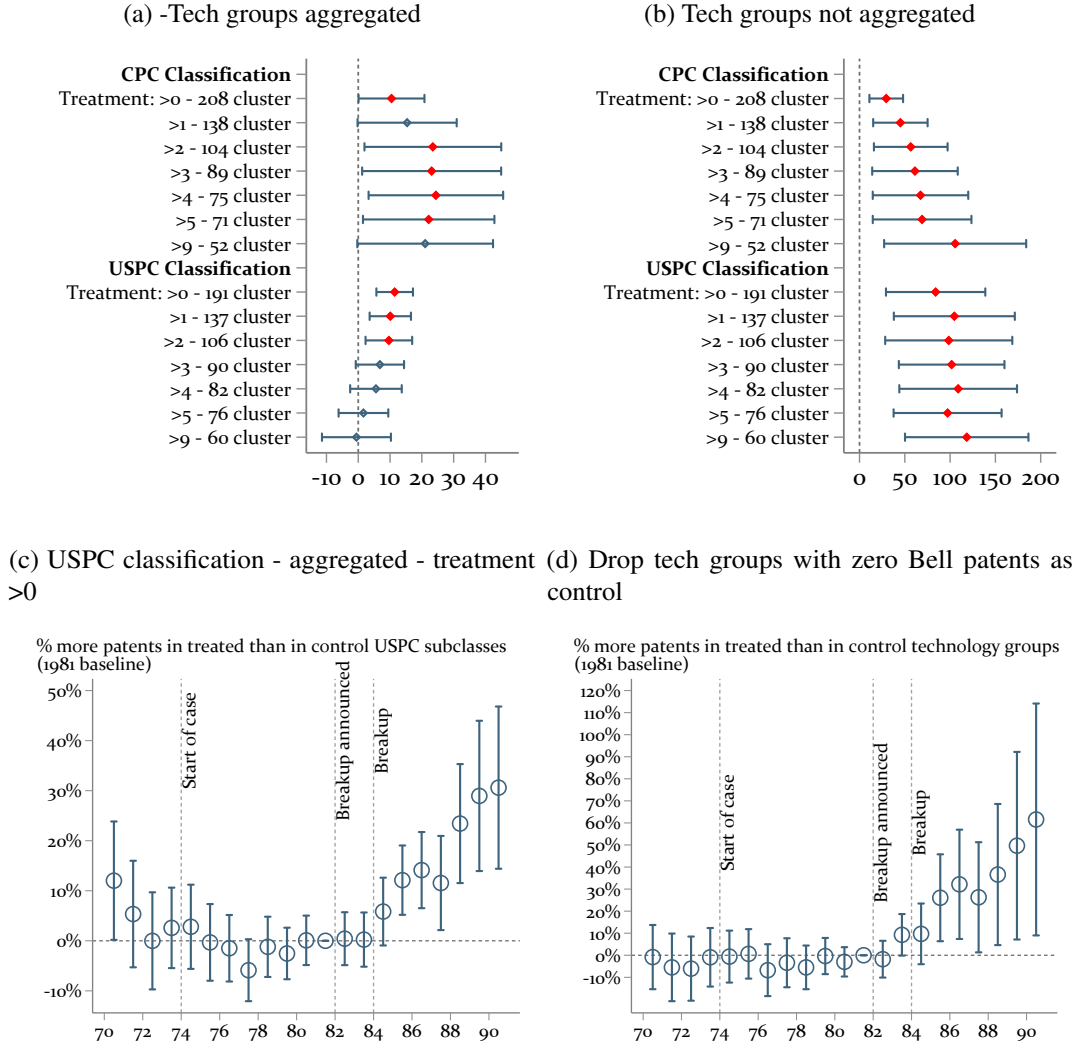 (a) -Tech groups aggregated
CPC Classification
Treatment: >0 - 208 cluster
>1 - 138 cluster
>2 - 104 cluster
>3 - 89 cluster
>4 - 75 cluster
>5 - 71 cluster
>9 - 52 cluster
USPC Classification
Treatment: >0 - 191 cluster
>1 - 137 cluster
>2 - 106 cluster
>3 - 90 cluster
>4 - 82 cluster
>5 - 76 cluster
>9 - 60 cluster
-10 0 10 20 30 40
(b) Tech groups not aggregated
CPC Classification
Treatment: >0 - 208 cluster
>1 - 138 cluster
>2 - 104 cluster
>3 - 89 cluster
>4 - 75 cluster
>5 - 71 cluster
>9 - 52 cluster
USPC Classification
Treatment: >0 - 191 cluster
>1 - 137 cluster
>2 - 106 cluster
>3 - 90 cluster
>4 - 82 cluster
>5 - 76 cluster
>9 - 60 cluster
0 50 100 150 200
(c) USPC classification - aggregated - treatment
>0
% more patents in treated than in control USPC subclasses
(1981 baseline)
50%
40%
30%
20%
10%
0%
-10%
Start of case
Breakup announced
Breakup
70 72 74 76 78 80 82 84 86 88 90
(d) Drop tech groups with zero Bell patents as
control
% more patents in treated than in control technology groups
(1981 baseline)
120%
110%
100%
90%
80%
70%
60%
50%
40%
30%
20%
10%
0%
-10%
Start of case
Breakup announced
Breakup
70 72 74 76 78 80 82 84 86 88 90